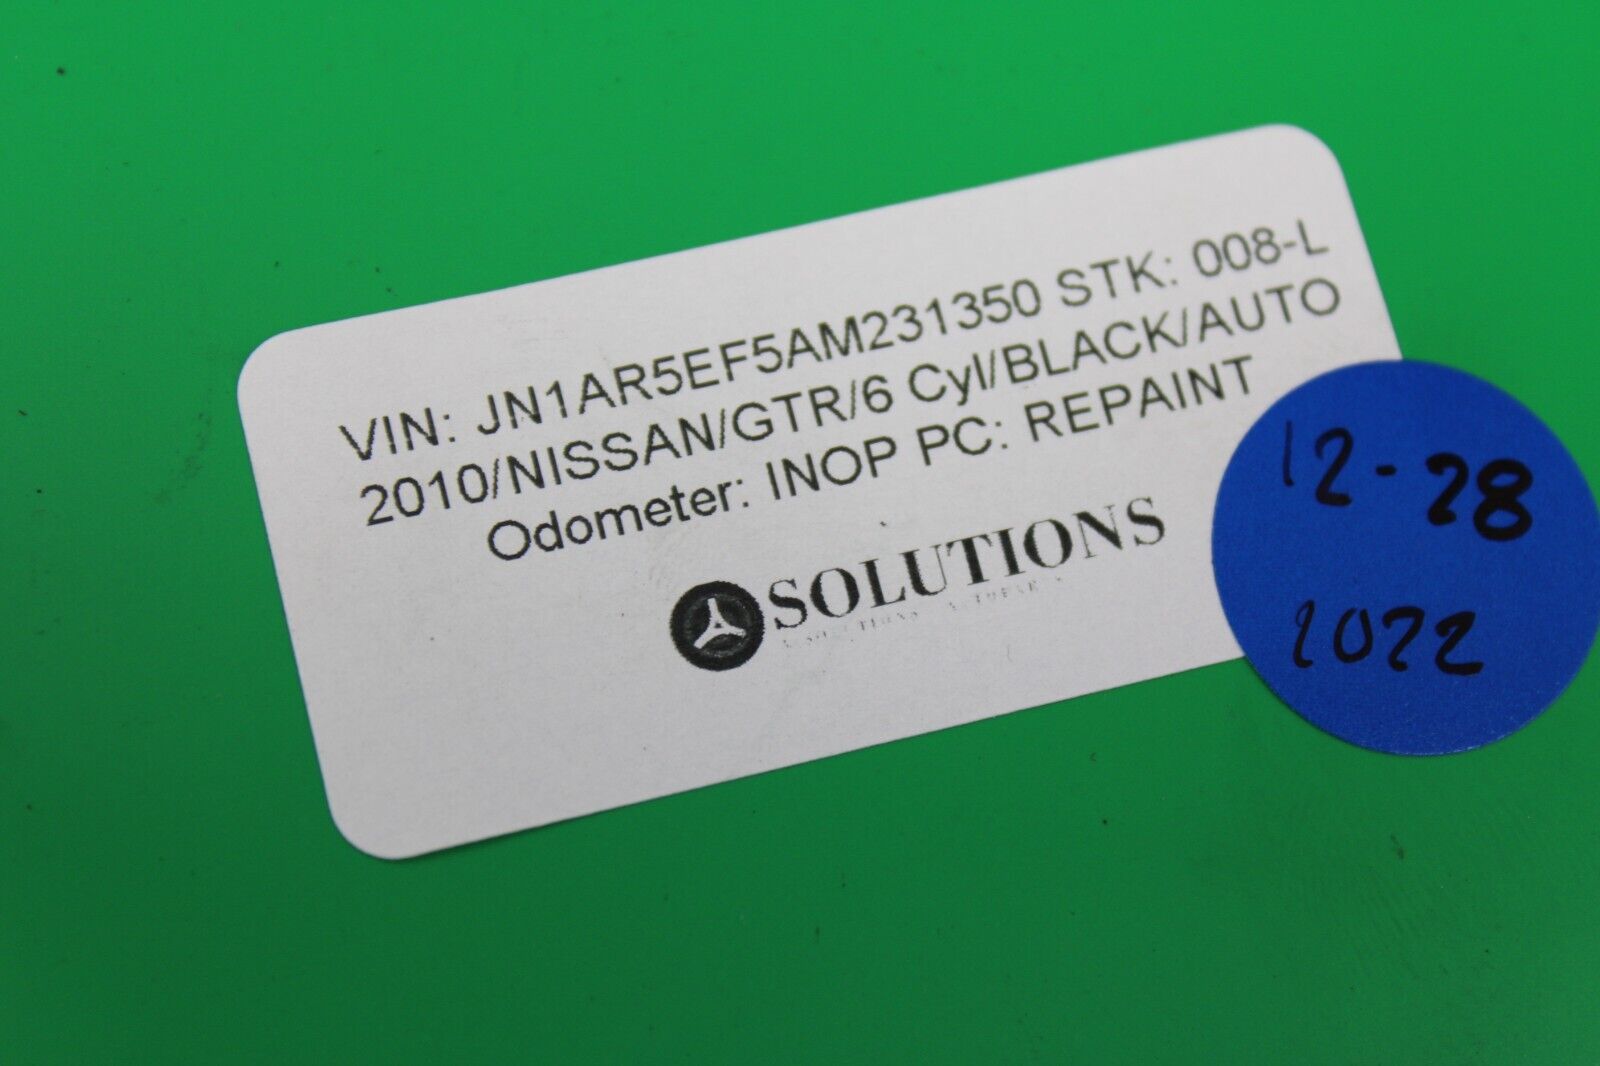 VIN: JN1AR5EF5AM231350 STK: 008-L
2010/NISSAN/GTR/6 Cyl/BLACK/AUTO
Odometer: INOP PC: REPAINT
SOLUTIONS
12-28
2022